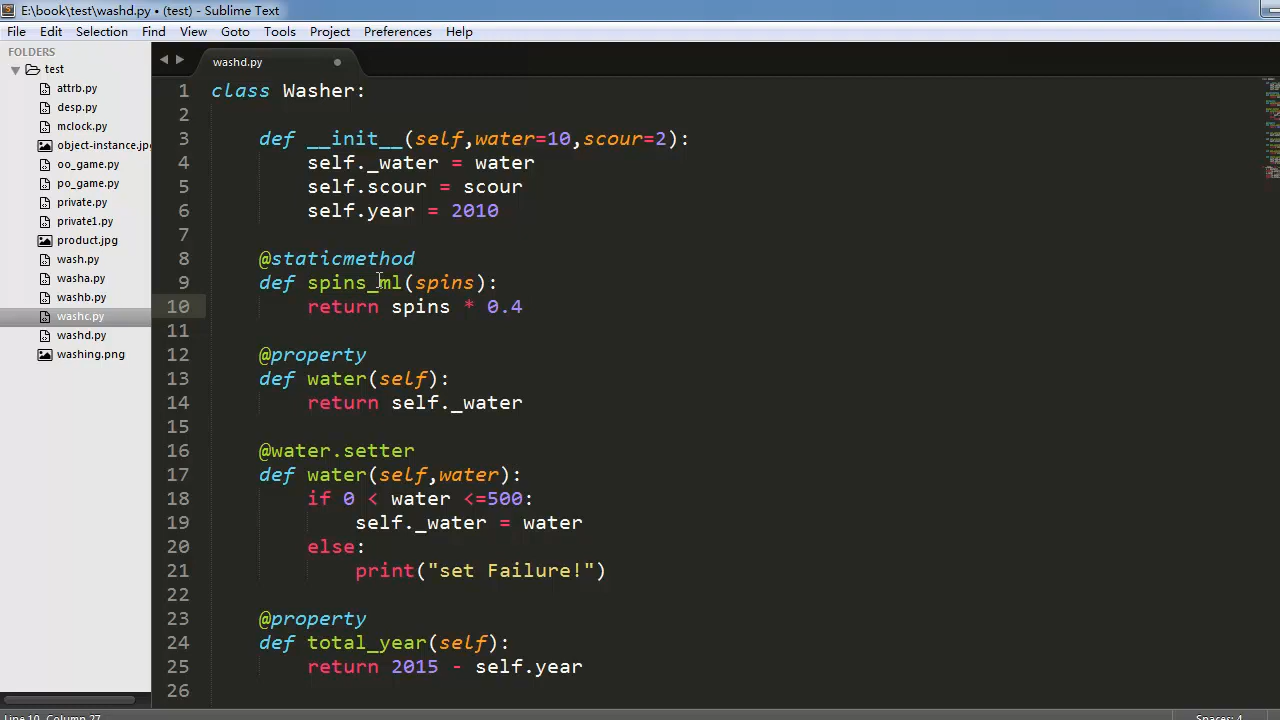 E:\book\test\washd.py • (test) - Sublime Text
File Edit Selection Find View Goto Tools Project Preferences Help
FOLDERS
test
attrb.py
desp.py
mclock.py
object-instance.jp
oo_game.py
po_game.py
private.py
private1.py
product.jpg
wash.py
washa.py
washb.py
washc.py
washd.py
washing.png
washd.py
1 class Washer:
2
3 def __init__(self,water=10,scour=2):
4 self._water = water
5 self.scour = scour
6 self.year = 2010
7
8 @staticmethod
9 def spins_ml(spins):
10 return spins * 0.4
11
12 @property
13 def water(self):
14 return self._water
15
16 @water.setter
17 def water(self,water):
18 if 0 < water <=500:
19 self._water = water
20 else:
21 print("set Failure!")
22
23 @property
24 def total_year(self):
25 return 2015 - self.year
26
Line 10, Column 27
Spaces: 4